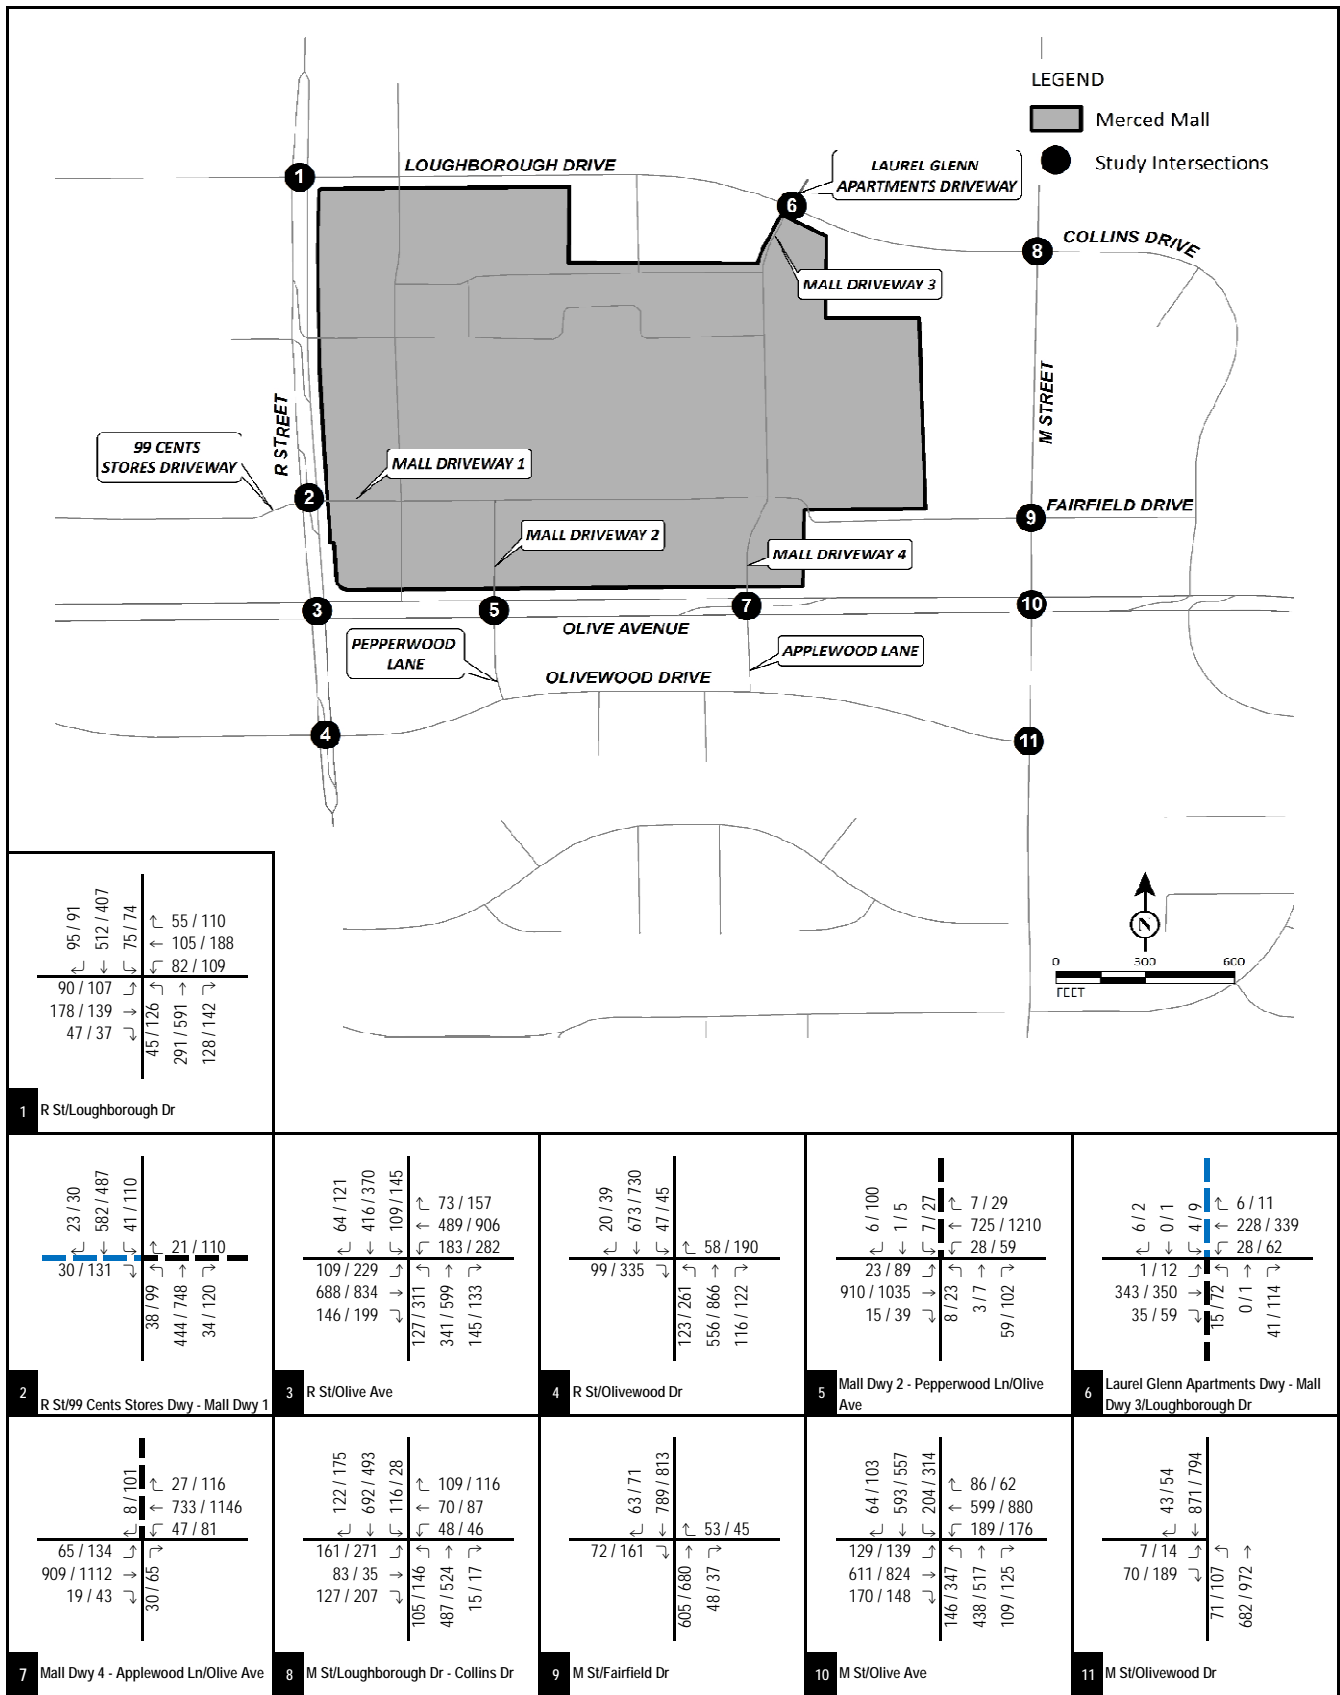 LEGEND
Merced Mall
Study Intersections
LOUGHBOROUGH DRIVE
LAUREL GLENN
APARTMENTS DRIVEWAY
1
6
8
COLLINS DRIVE
MALL DRIVEWAY 3
R STREET
M STREET
99 CENTS
STORES DRIVEWAY
MALL DRIVEWAY 1
2
FAIRFIELD DRIVE
9
MALL DRIVEWAY 2
MALL DRIVEWAY 4
3
5
7
10
OLIVE AVENUE
PEPPERWOOD
LANE
APPLEWOOD LANE
OLIVEWOOD DRIVE
4
11
N
0 300 600
FEET
95 / 91
512 / 407
75 / 74
55 / 110
105 / 188
82 / 109
90 / 107
178 / 139
47 / 37
45 / 126
291 / 591
128 / 142
1 R St/Loughborough Dr
23 / 30
582 / 487
41 / 110
21 / 110
30 / 131
38 / 99
444 / 748
34 / 120
2 R St/99 Cents Stores Dwy - Mall Dwy 1
64 / 121
416 / 370
109 / 145
73 / 157
489 / 906
183 / 282
109 / 229
688 / 834
146 / 199
127 / 311
341 / 599
145 / 133
3 R St/Olive Ave
20 / 39
673 / 730
47 / 45
58 / 190
99 / 335
123 / 261
556 / 866
116 / 122
4 R St/Olivewood Dr
6 / 100
1 / 5
7 / 27
7 / 29
725 / 1210
28 / 59
23 / 89
910 / 1035
15 / 39
8 / 23
3 / 7
59 / 102
5 Mall Dwy 2 - Pepperwood Ln/Olive
Ave
6 / 2
0 / 1
4 / 9
6 / 11
228 / 339
28 / 62
1 / 12
343 / 350
35 / 59
15 / 72
0 / 1
41 / 114
6 Laurel Glenn Apartments Dwy - Mall
Dwy 3/Loughborough Dr
8 / 101
27 / 116
733 / 1146
47 / 81
65 / 134
909 / 1112
19 / 43
30 / 65
7 Mall Dwy 4 - Applewood Ln/Olive Ave
122 / 175
692 / 493
116 / 28
109 / 116
70 / 87
48 / 46
161 / 271
83 / 35
127 / 207
105 / 146
487 / 524
15 / 17
8 M St/Loughborough Dr - Collins Dr
63 / 71
789 / 813
53 / 45
72 / 161
605 / 680
48 / 37
9 M St/Fairfield Dr
64 / 103
593 / 557
204 / 314
86 / 62
599 / 880
189 / 176
129 / 139
611 / 824
170 / 148
146 / 347
438 / 517
109 / 125
10 M St/Olive Ave
43 / 54
871 / 794
7 / 14
70 / 189
71 / 107
682 / 972
11 M St/Olivewood Dr